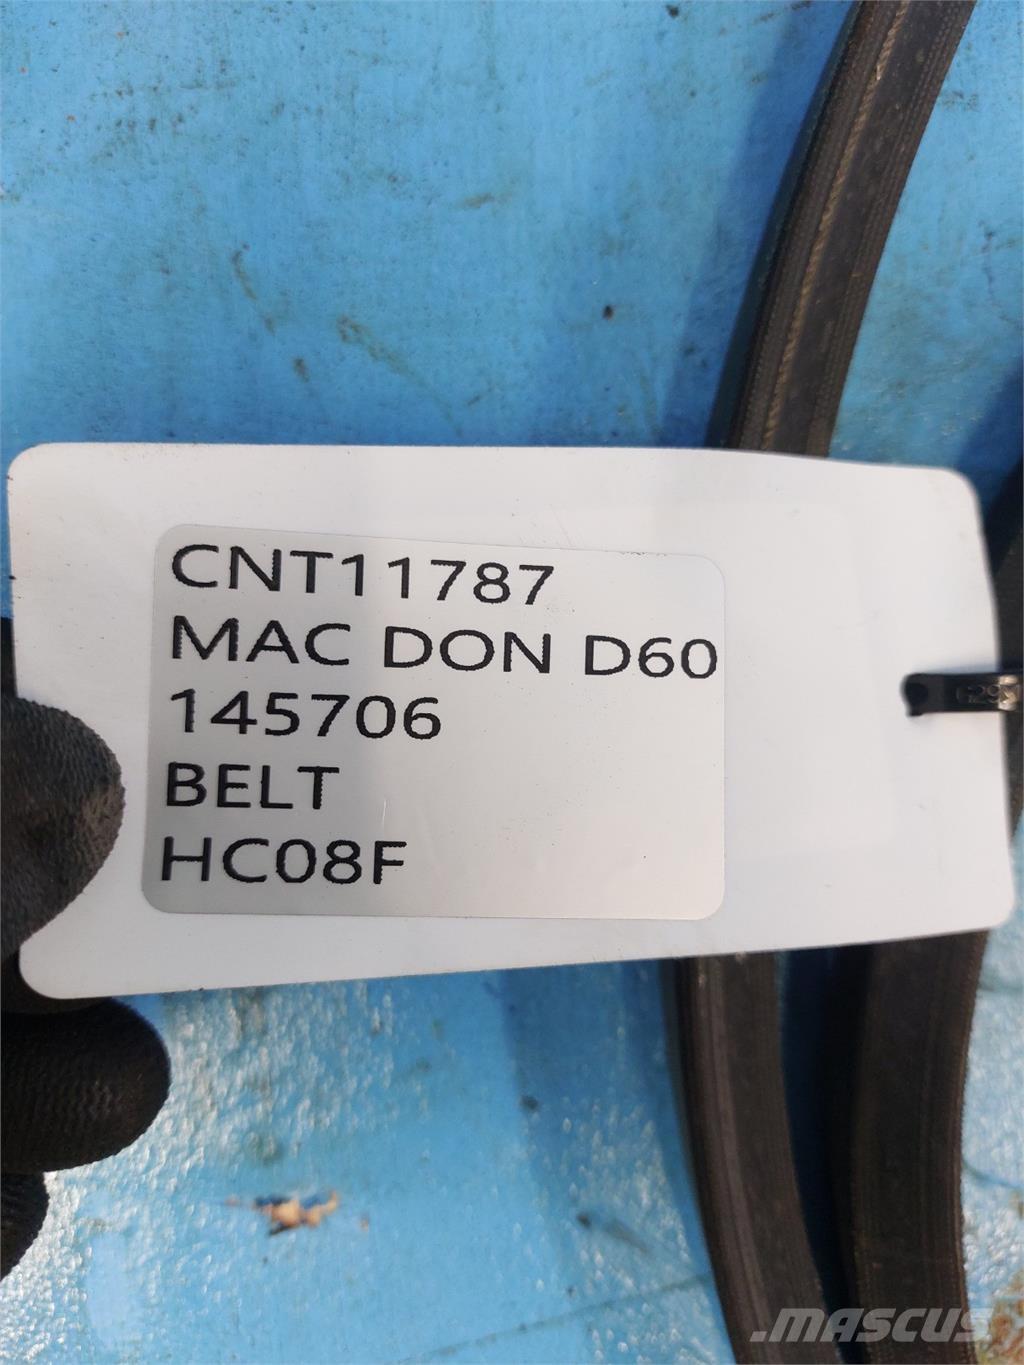 CNT11787
MAC DON D60
145706
BELT
HC08F
MASCUS